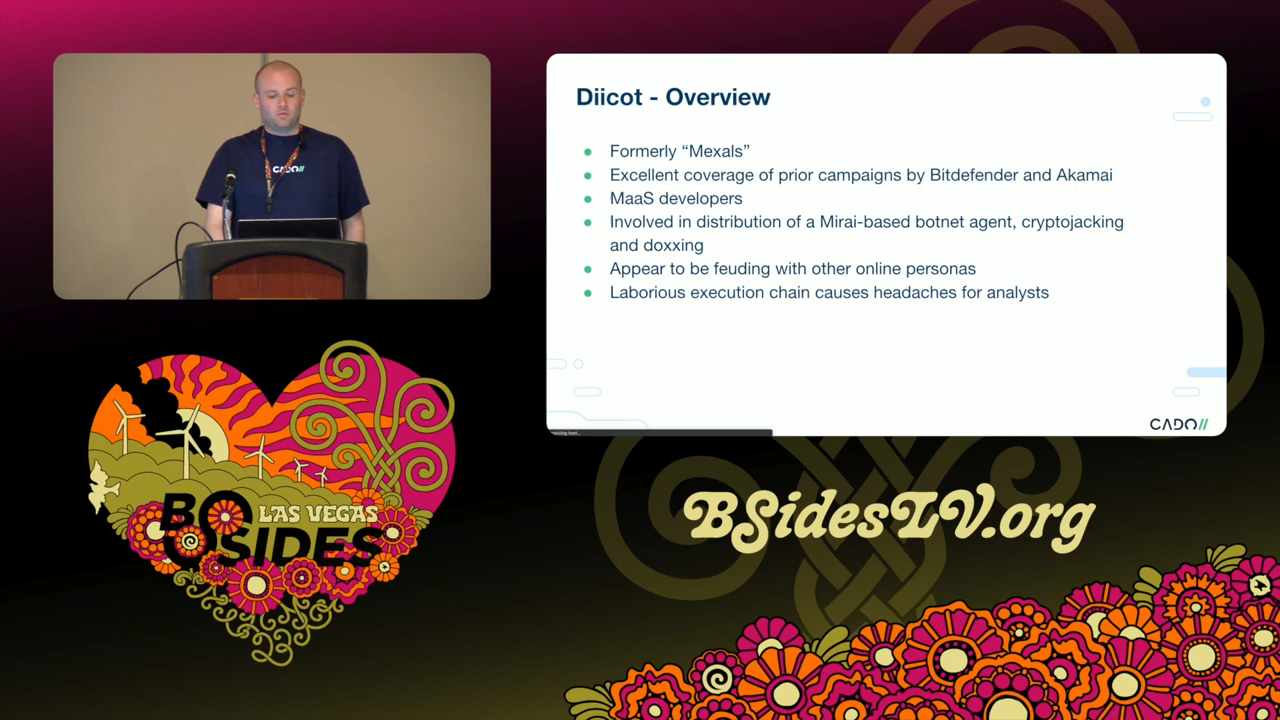 CADO//
Diicot - Overview
Formerly “Mexals”
Excellent coverage of prior campaigns by Bitdefender and Akamai
MaaS developers
Involved in distribution of a Mirai-based botnet agent, cryptojacking
and doxxing
Appear to be feuding with other online personas
Laborious execution chain causes headaches for analysts
CADO//
BSidesLV.org
BSIDES
LAS VEGAS
23